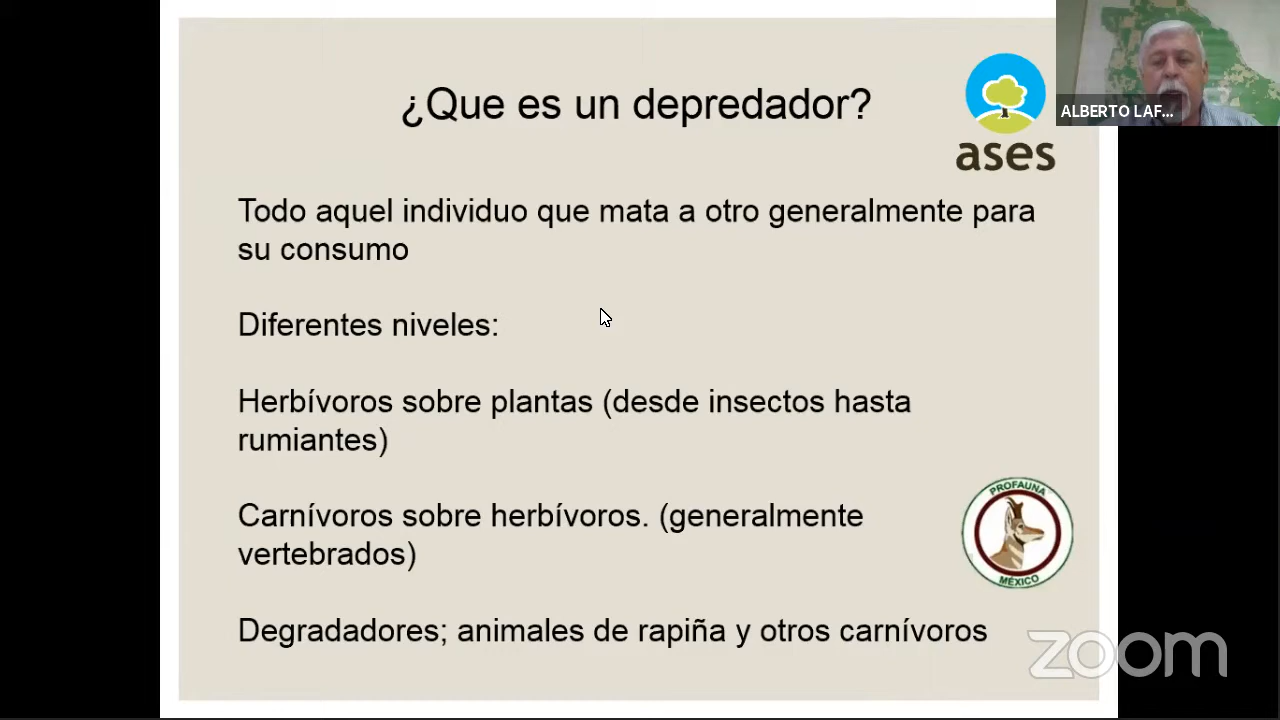 ¿Que es un depredador?
ases
ALBERTO LAF...
Todo aquel individuo que mata a otro generalmente para
su consumo
Diferentes niveles:
Herbívoros sobre plantas (desde insectos hasta
rumiantes)
Carnívoros sobre herbívoros. (generalmente
vertebrados)
PROFAUNA
MÉXICO
Degradadores; animales de rapiña y otros carnívoros
zoom